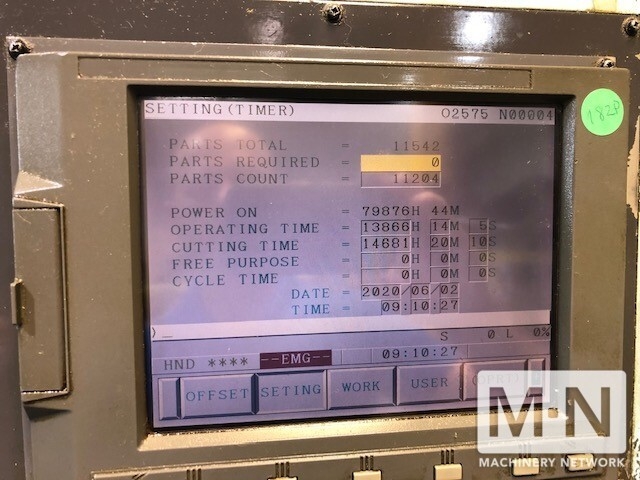 SETTING(TIMER) O2575 N00004
182P
PARTS TOTAL = 11542
PARTS REQUIRED = 0
PARTS COUNT = 11204
POWER ON = 79876H 44M
OPERATING TIME = 13866H 14M 5S
CUTTING TIME = 14681H 20M 10S
FREE PURPOSE = 0H 0M 0S
CYCLE TIME = 0H 0M 0S
DATE = 2020/06/02
TIME = 09:10:27
>_
S 0 L 0%
HND **** --EMG-- 09:10:27
OFFSET SETING WORK USER
M-N
MACHINERY NETWORK